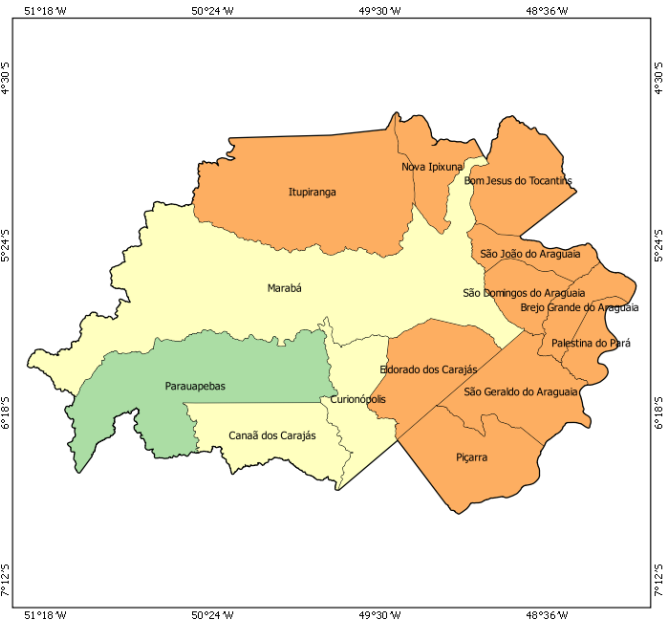 51°18'W 50°24'W 49°30'W 48°36'W
4°30'S 4°30'S
Nova Ipixuna
Bom Jesus do Tocantins
Itupiranga
5°24'S 5°24'S
São João do Araguaia
Marabá
São Domingos do Araguaia
Brejo Grande do Araguaia
Palestina do Pará
Eldorado dos Carajás
Parauapebas
São Geraldo do Araguaia
Curionópolis
6°18'S 6°18'S
Canaã dos Carajás
Piçarra
7°12'S 7°12'S
51°18'W 50°24'W 49°30'W 48°36'W